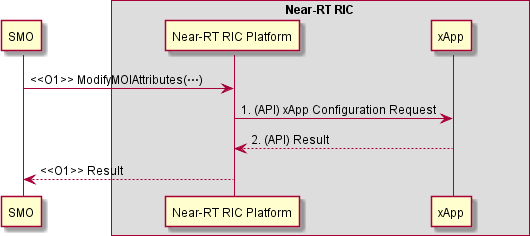 Near-RT RIC
SMO
Near-RT RIC Platform
xApp
<<O1>> ModifyMOIAttributes(⋯)
1. (API) xApp Configuration Request
2. (API) Result
<<O1>> Result
SMO
Near-RT RIC Platform
xApp